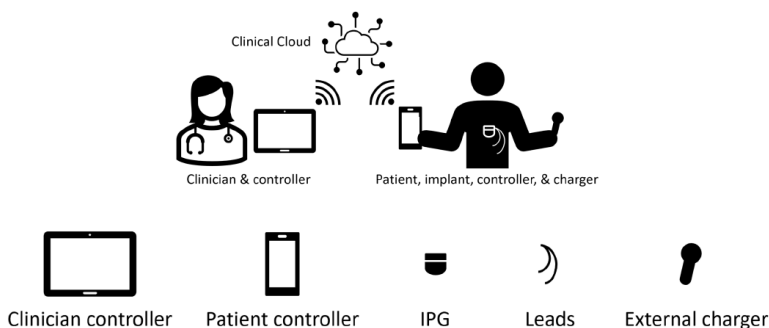 Clinical Cloud
Clinician & controller
Patient, implant, controller, & charger
Clinician controller
Patient controller
IPG
Leads
External charger